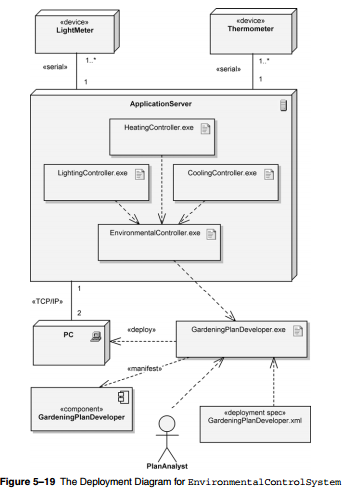 «device»
LightMeter
«device»
Thermometer
«serial»
1..*
«serial»
1..*
1
1
ApplicationServer
HeatingController.exe
LightingController.exe
CoolingController.exe
EnvironmentalController.exe
1
«TCP/IP»
2
PC
«deploy»
GardeningPlanDeveloper.exe
«manifest»
«component»
GardeningPlanDeveloper
«deployment spec»
GardeningPlanDeveloper.xml
PlanAnalyst
Figure 5–19 The Deployment Diagram for EnvironmentalControlSystem